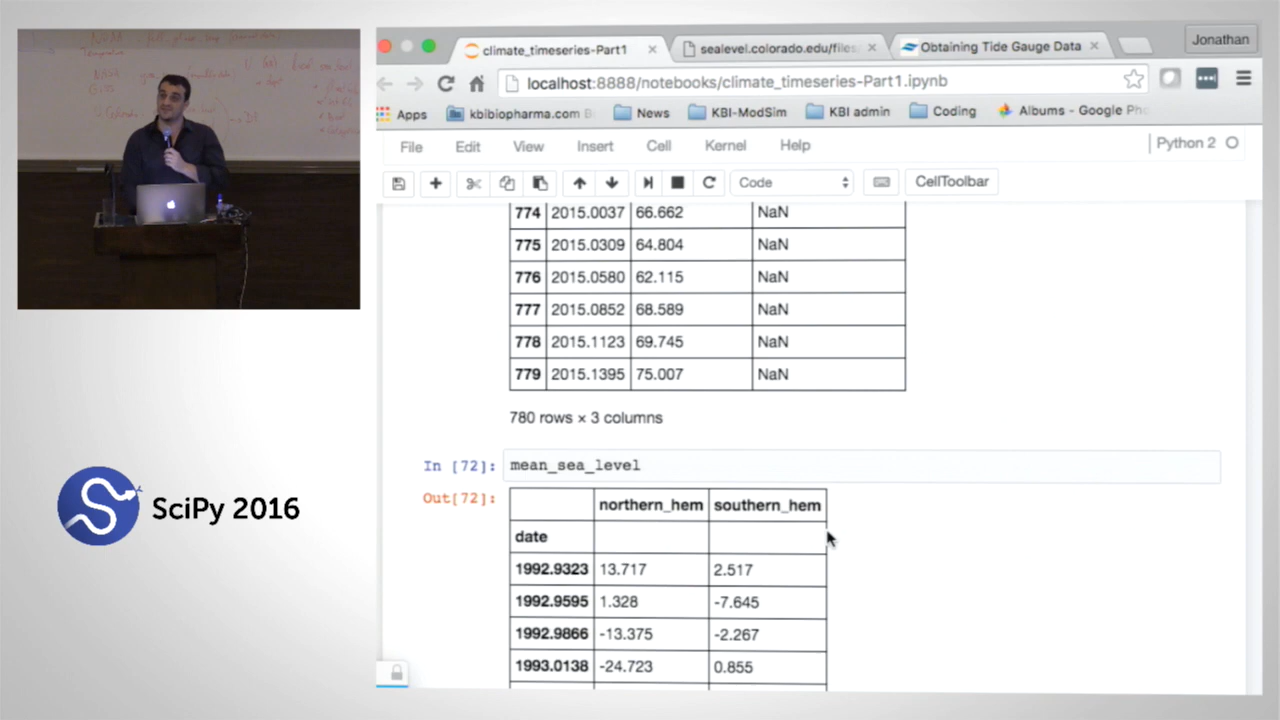 climate_timeseries-Part1
sealevel.colorado.edu/files
Obtaining Tide Gauge Data
Jonathan
localhost:8888/notebooks/climate_timeseries-Part1.ipynb
Apps
kbibiopharma.com
News
KBI-ModSim
KBI admin
Coding
Albums - Google Pho
File Edit View Insert Cell Kernel Help
Python 2
Code
CellToolbar
774 2015.0037 66.662 NaN
775 2015.0309 64.804 NaN
776 2015.0580 62.115 NaN
777 2015.0852 68.589 NaN
778 2015.1123 69.745 NaN
779 2015.1395 75.007 NaN
780 rows × 3 columns
In [72]: mean_sea_level
Out[72]:
northern_hem southern_hem
date
1992.9323 13.717 2.517
1992.9595 1.328 -7.645
1992.9866 -13.375 -2.267
1993.0138 -24.723 0.855
SciPy 2016